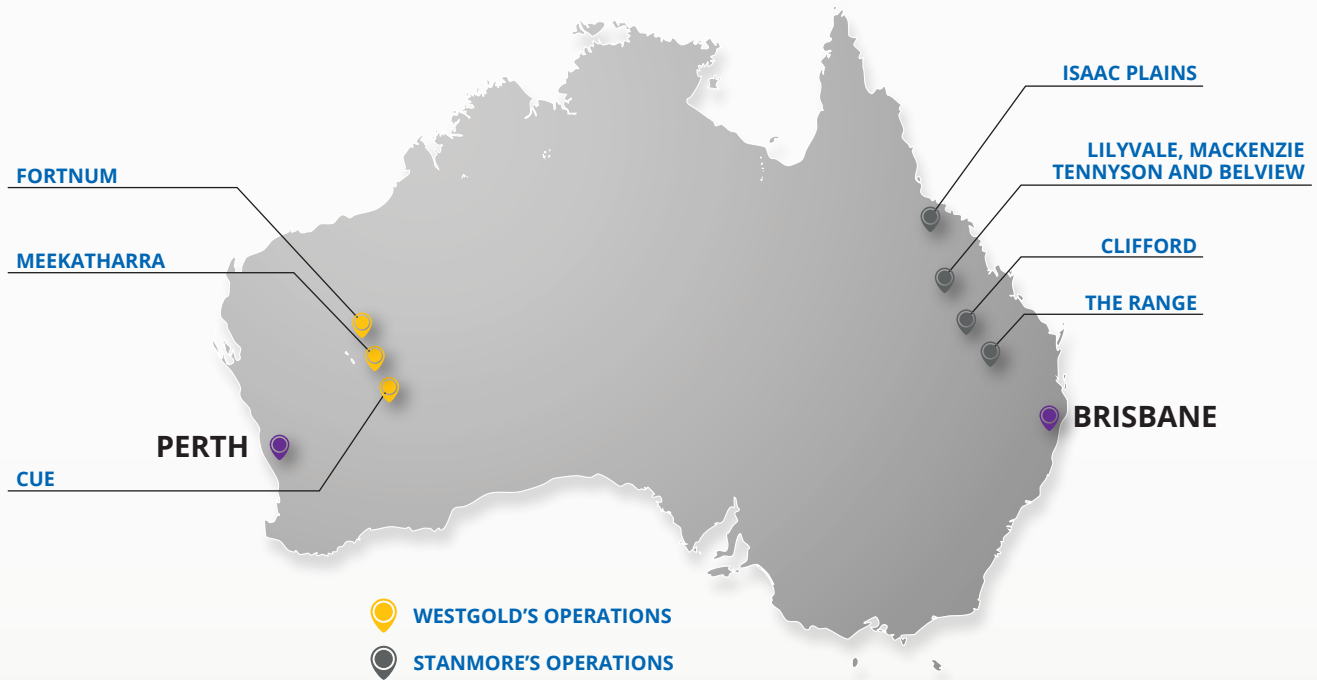 ISAAC PLAINS
LILYVALE, MACKENZIE
TENNYSON AND BELVIEW
FORTNUM
CLIFFORD
MEEKATHARRA
THE RANGE
BRISBANE
PERTH
CUE
WESTGOLD’S OPERATIONS
STANMORE’S OPERATIONS